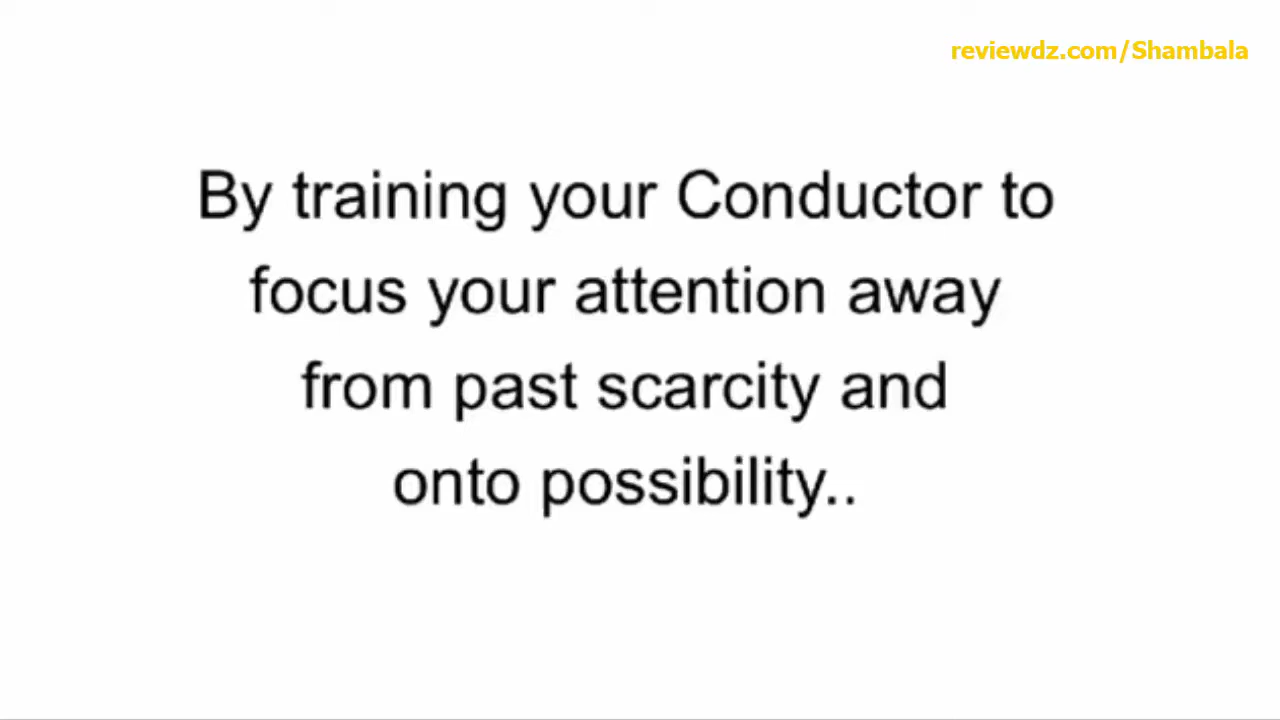 reviewdz.com/Shambala
By training your Conductor to
focus your attention away
from past scarcity and
onto possibility..